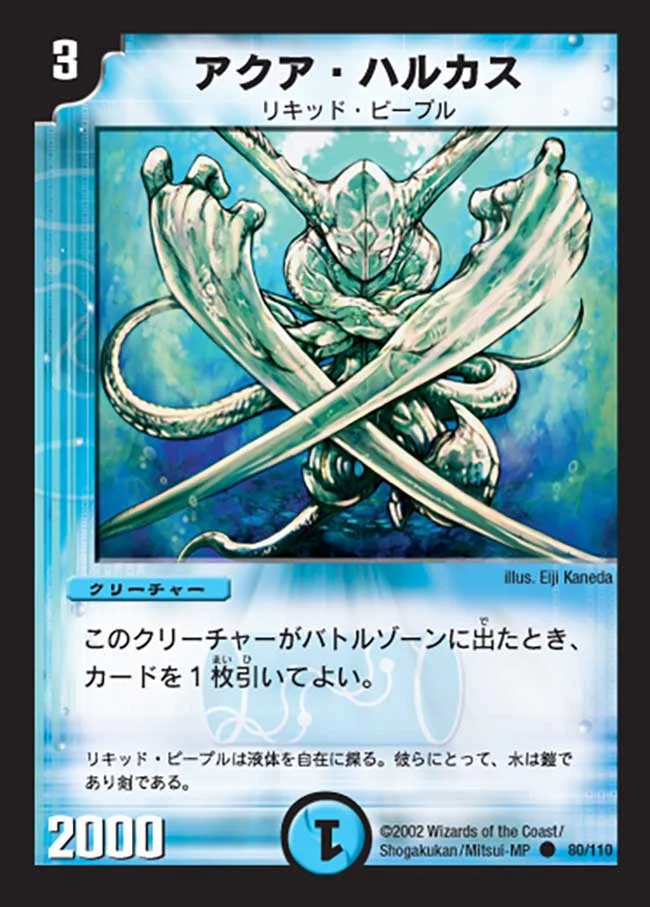 3
アクア・ハルカス
リキッド・ピープル
illus. Eiji Kaneda
クリーチャー
このクリーチャーがバトルゾーンに出たとき、
カードを1枚引いてよい。
リキッド・ピープルは液体を自在に操る。彼らにとって、水は鎧で
あり剣である。
2000
1
©2002 Wizards of the Coast/
Shogakukan/Mitsui-MP ● 80/110